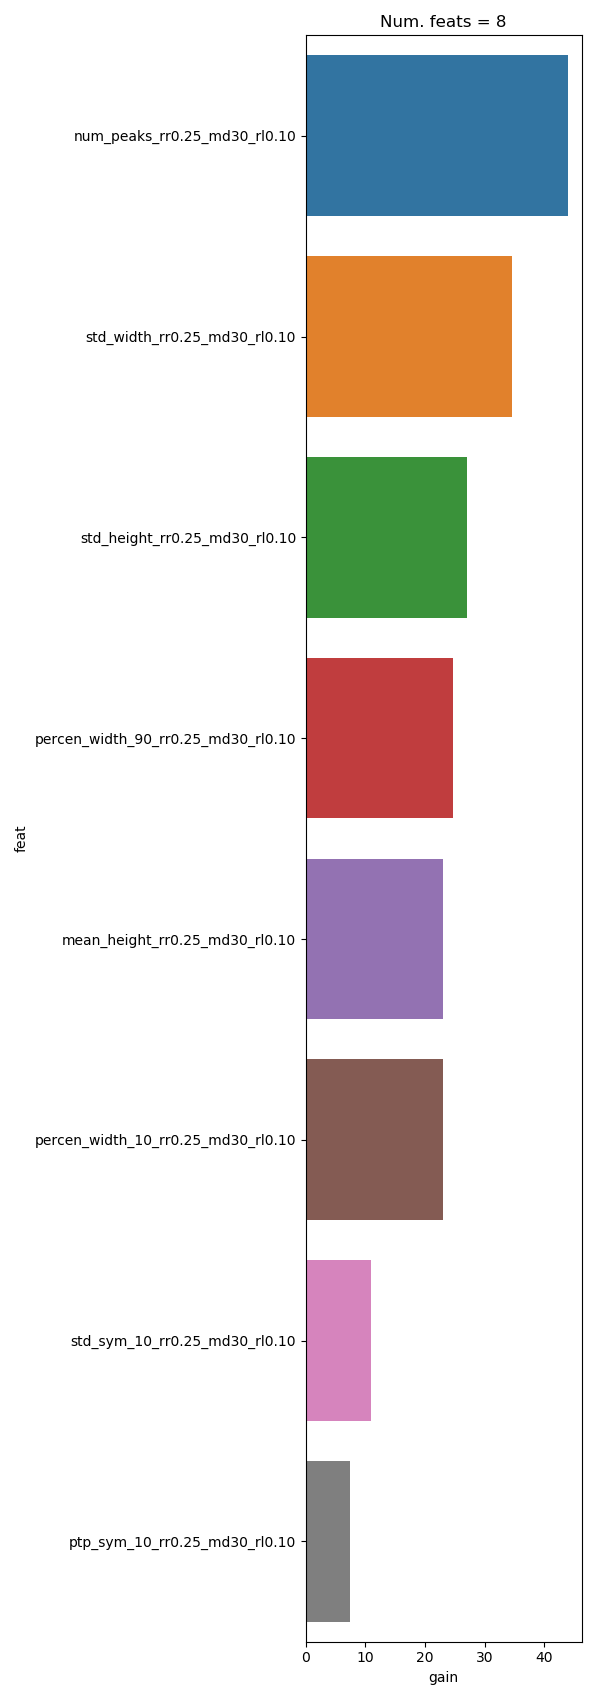 Num. feats = 8
num_peaks_rr0.25_md30_rl0.10
std_width_rr0.25_md30_rl0.10
std_height_rr0.25_md30_rl0.10
percen_width_90_rr0.25_md30_rl0.10
feat
mean_height_rr0.25_md30_rl0.10
percen_width_10_rr0.25_md30_rl0.10
std_sym_10_rr0.25_md30_rl0.10
ptp_sym_10_rr0.25_md30_rl0.10
0 10 20 30 40
gain